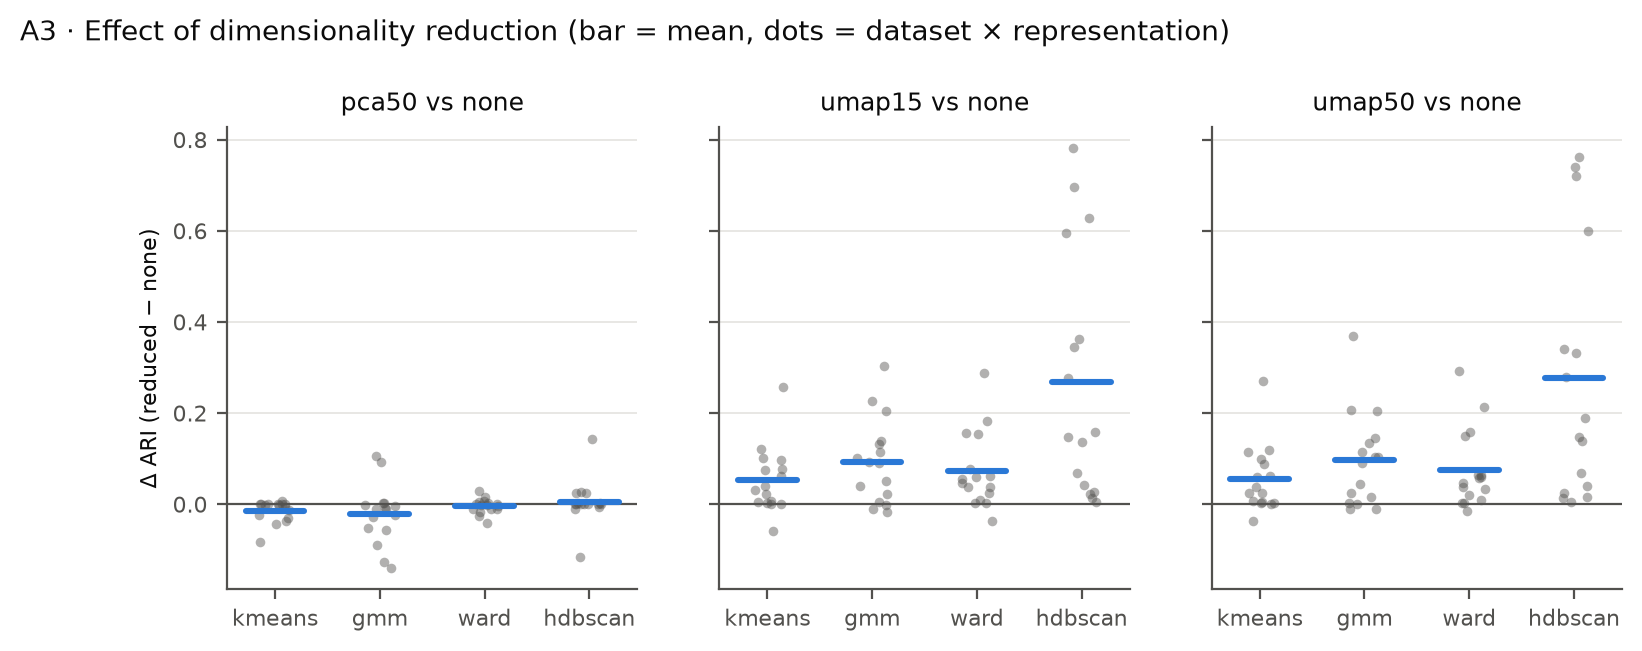 A3 · Effect of dimensionality reduction (bar = mean, dots = dataset × representation)
pca50 vs none
umap15 vs none
umap50 vs none
Δ ARI (reduced − none)
0.8
0.6
0.4
0.2
0.0
kmeans gmm ward hdbscan
kmeans gmm ward hdbscan
kmeans gmm ward hdbscan